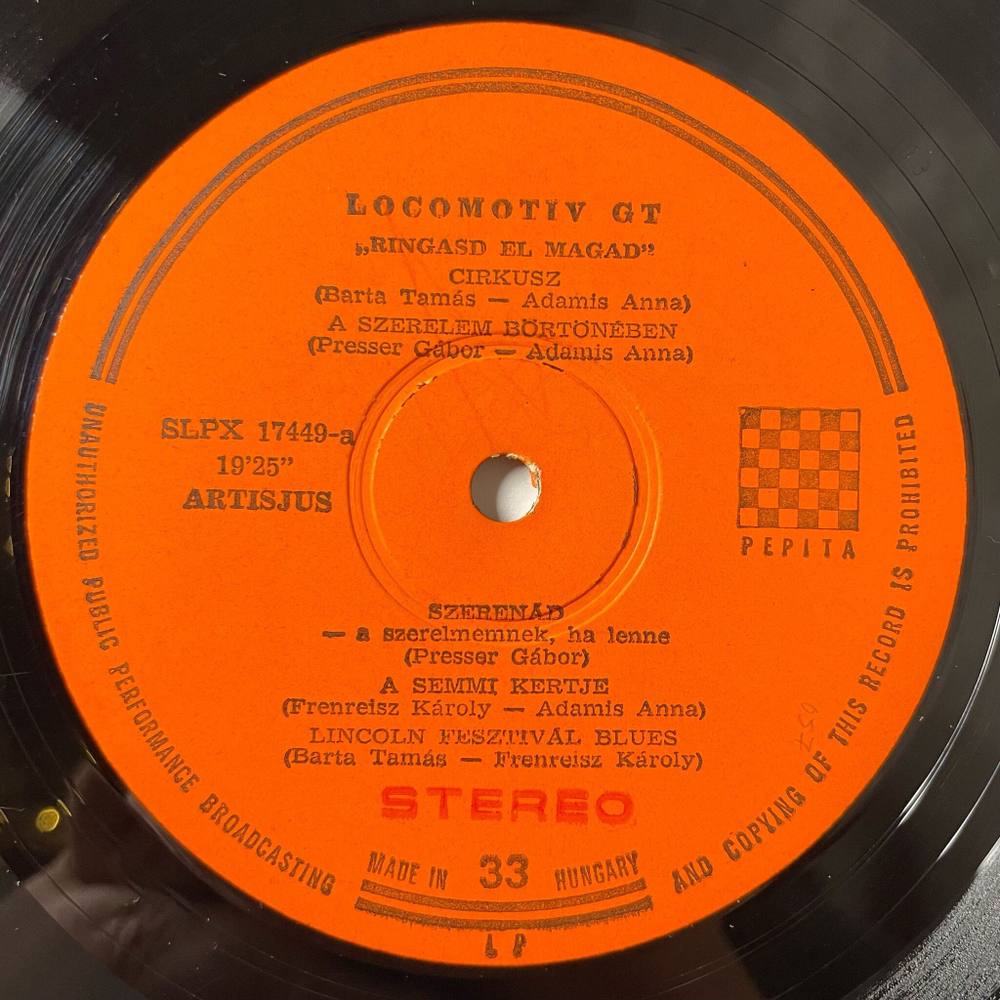 LOCOMOTIV GT
„RINGASD EL MAGAD”
CIRKUSZ
(Barta Tamás — Adamis Anna)
A SZERELEM BÖRTÖNÉBEN
(Presser Gábor — Adamis Anna)
SLPX 17449-a
19’25”
ARTISJUS
PEPITA
SZERENÁD
— a szerelmemnek, ha lenne
(Presser Gábor)
A SEMMI KERTJE
(Frenreisz Károly — Adamis Anna)
LINCOLN FESZTIVÁL BLUES
(Barta Tamás — Frenreisz Károly)
STEREO
MADE IN 33 HUNGARY
LP
UNAUTHORIZED PUBLIC PERFORMANCE BROADCASTING AND COPYING OF THIS RECORD IS PROHIBITED